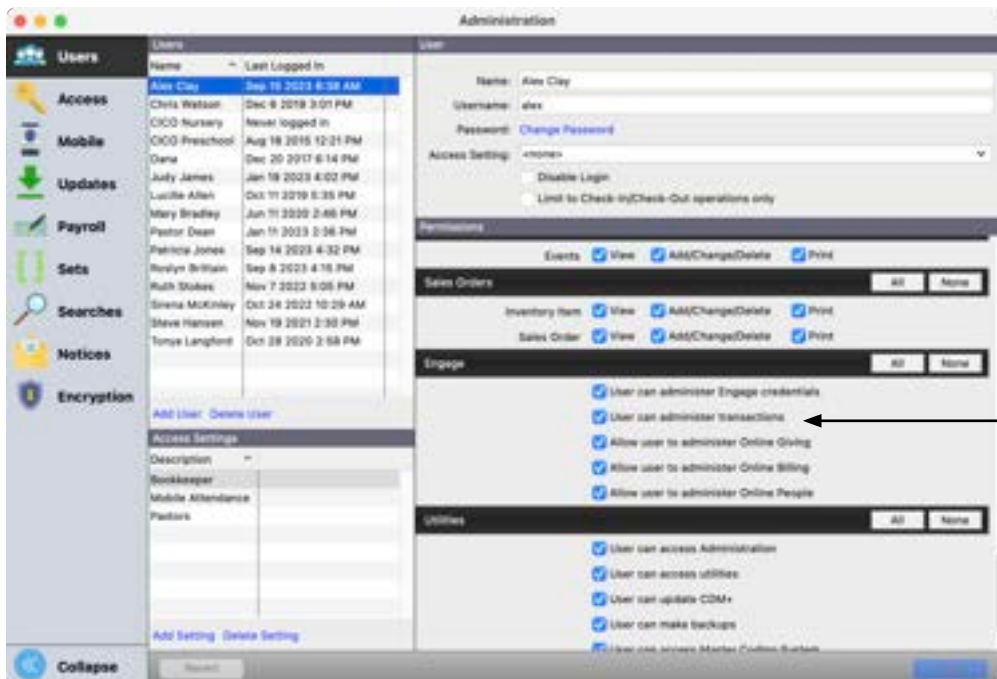 Administration
Users
Access
Mobile
Updates
Payroll
Sets
Searches
Notices
Encryption
Collapse
Users
Name Last Logged In
Alex Clay Sep 15 2023 6:38 AM
Chris Watson Dec 6 2019 3:01 PM
CICO Nursery Never logged in
CICO Preschool Aug 18 2015 12:21 PM
Dana Dec 20 2017 6:14 PM
Judy James Jan 19 2023 4:02 PM
Lucille Allen Oct 11 2019 5:35 PM
Mary Bradley Jun 11 2020 2:46 PM
Pastor Dean Jan 11 2023 2:36 PM
Patricia Jones Sep 14 2023 4:32 PM
Roslyn Brittain Sep 8 2023 4:15 PM
Ruth Stokes Nov 7 2022 5:05 PM
Sirena McKinley Oct 24 2022 10:29 AM
Steve Hansen Nov 19 2021 2:50 PM
Tonya Langford Oct 28 2020 2:58 PM
Add User Delete User
Access Settings
Description
Bookkeeper
Mobile Attendance
Pastors
Add Setting Delete Setting
User
Name: Alex Clay
Username: alex
Password: Change Password
Access Setting: <none>
Disable Login
Limit to Check-In/Check-Out operations only
Permissions
Events View Add/Change/Delete Print
Sales Orders All None
Inventory Item View Add/Change/Delete Print
Sales Order View Add/Change/Delete Print
Engage All None
User can administer Engage credentials
User can administer transactions
Allow user to administer Online Giving
Allow user to administer Online Billing
Allow user to administer Online People
Utilities All None
User can access Administration
User can access utilities
User can update CDM+
User can make backups
User can access Master Coding System
Revert